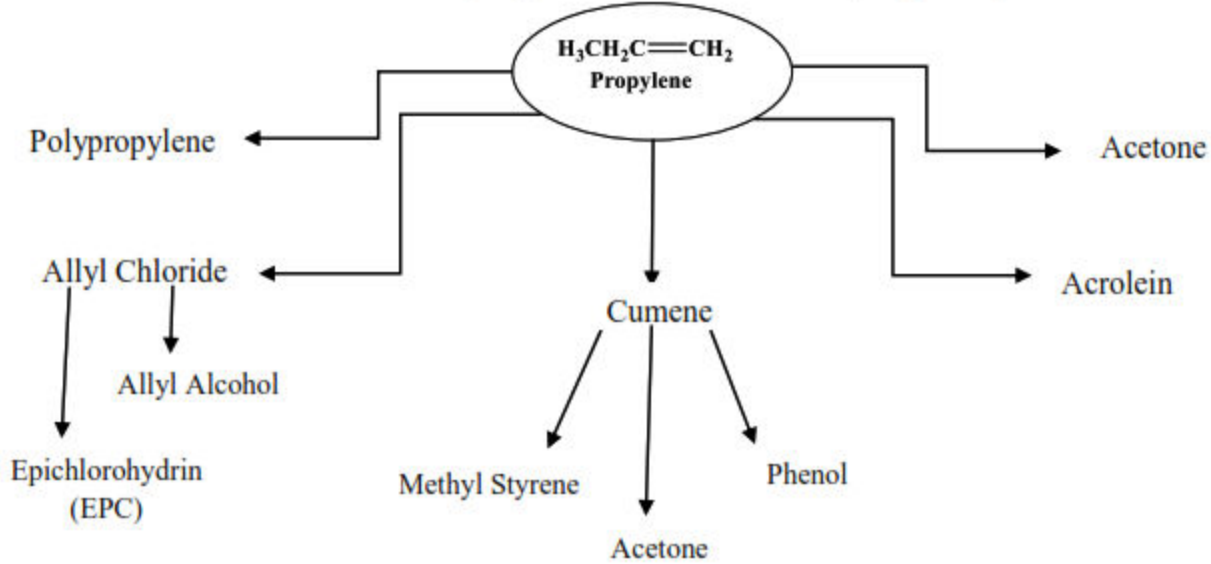 H₃CH₂C=CH₂
Propylene
Polypropylene
Acetone
Allyl Chloride
Acrolein
Cumene
Allyl Alcohol
Epichlorohydrin
(EPC)
Methyl Styrene
Phenol
Acetone